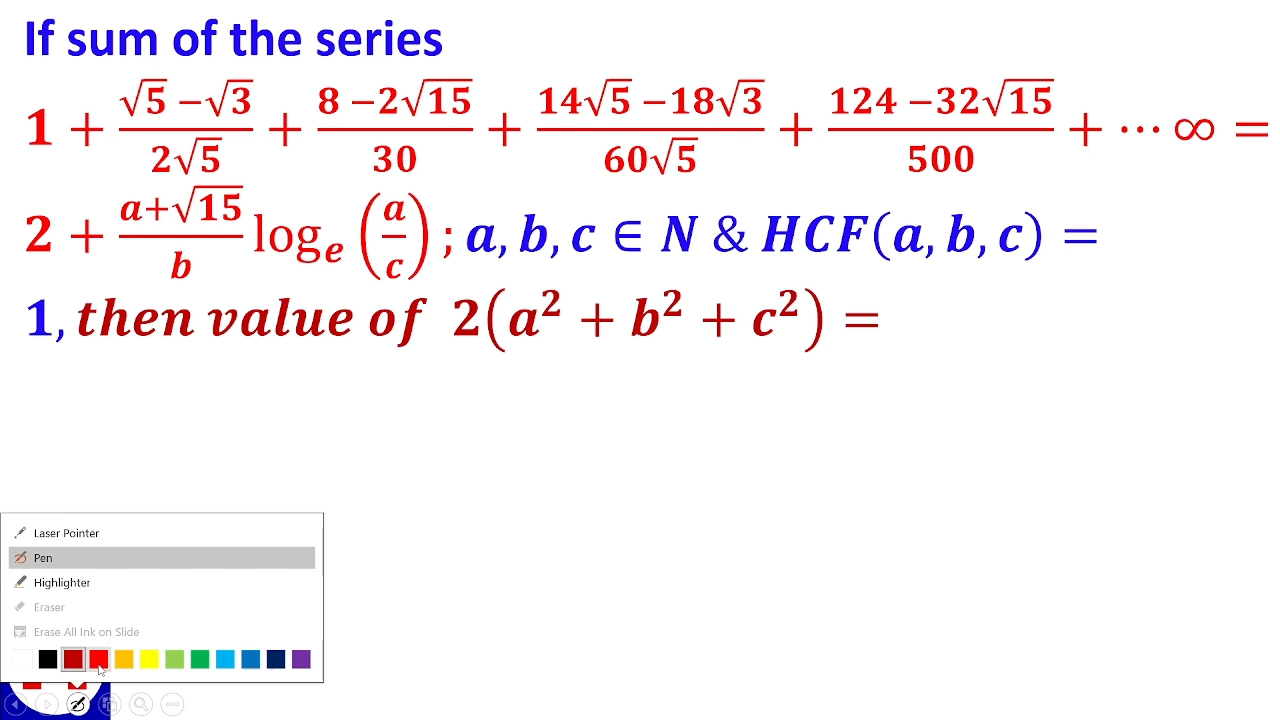 If sum of the series
1 + (√5 −√3)/(2√5) + (8 −2√15)/30 + (14√5 −18√3)/(60√5) + (124 −32√15)/500 + ⋯ ∞ =
2 + (a+√15)/b logₑ (a/c) ; a, b, c ∈ N & HCF(a, b, c) =
1, then value of 2(a² + b² + c²) =
Laser Pointer
Pen
Highlighter
Eraser
Erase All Ink on Slide